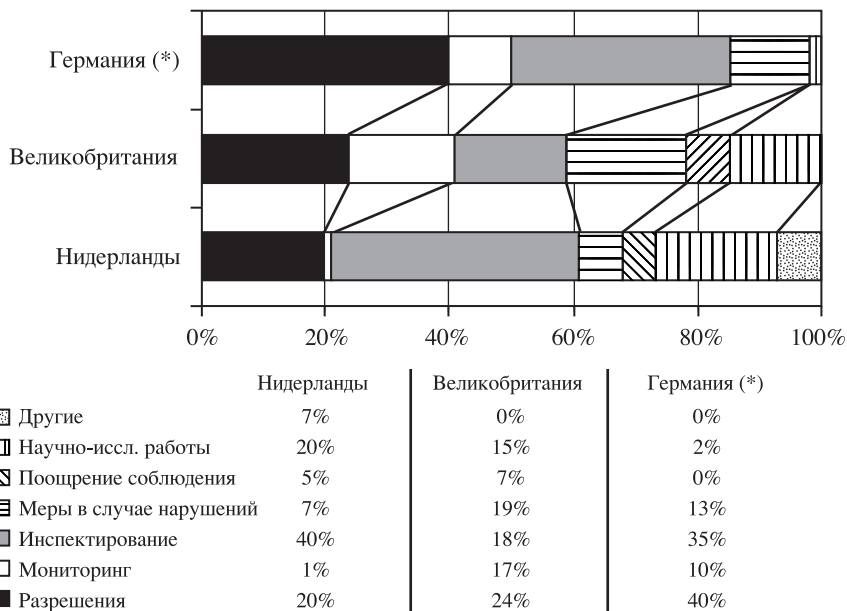 Германия (*)
Великобритания
Нидерланды
0% 20% 40% 60% 80% 100%
Нидерланды Великобритания Германия (*)
Другие 7% 0% 0%
Научно-иссл. работы 20% 15% 2%
Поощрение соблюдения 5% 7% 0%
Меры в случае нарушений 7% 19% 13%
Инспектирование 40% 18% 35%
Мониторинг 1% 17% 10%
Разрешения 20% 24% 40%